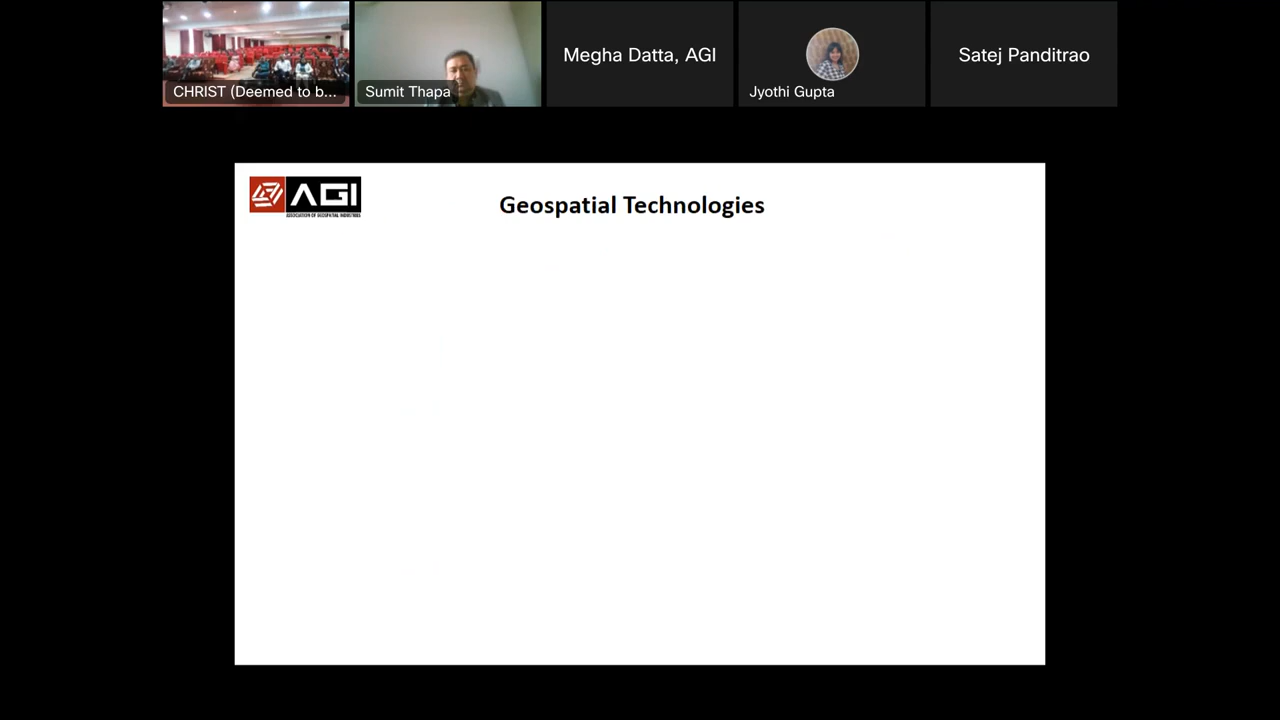 CHRIST (Deemed to b...
Sumit Thapa
Megha Datta, AGI
Jyothi Gupta
Satej Panditrao
AGI
ASSOCIATION OF GEOSPATIAL INDUSTRIES
Geospatial Technologies